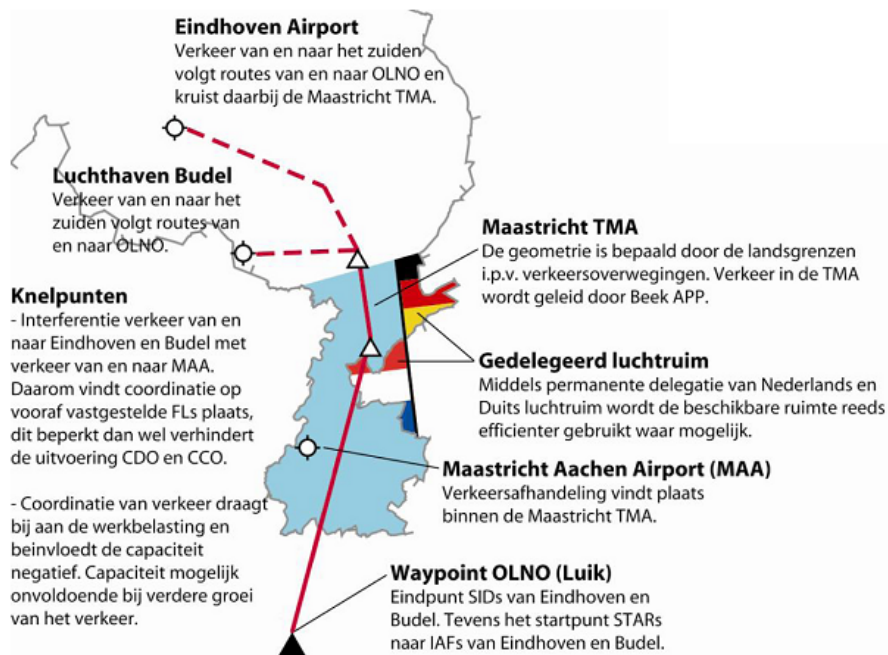 Eindhoven Airport
Verkeer van en naar het zuiden
volgt routes van en naar OLNO en
kruist daarbij de Maastricht TMA.
Luchthaven Budel
Verkeer van en naar het
zuiden volgt routes van
en naar OLNO.
Maastricht TMA
De geometrie is bepaald door de landsgrenzen
i.p.v. verkeersoverwegingen. Verkeer in de TMA
wordt geleid door Beek APP.
Knelpunten
- Interferentie verkeer van en
naar Eindhoven en Budel met
verkeer van en naar MAA.
Daarom vindt coordinatie op
vooraf vastgestelde FLs plaats,
dit beperkt dan wel verhindert
de uitvoering CDO en CCO.
- Coordinatie van verkeer draagt
bij aan de werkbelasting en
beinvloedt de capaciteit
negatief. Capaciteit mogelijk
onvoldoende bij verdere groei
van het verkeer.
Gedelegeerd luchtruim
Middels permanente delegatie van Nederlands en
Duits luchtruim wordt de beschikbare ruimte reeds
efficienter gebruikt waar mogelijk.
Maastricht Aachen Airport (MAA)
Verkeersafhandeling vindt plaats
binnen de Maastricht TMA.
Waypoint OLNO (Luik)
Eindpunt SIDs van Eindhoven en
Budel. Tevens het startpunt STARs
naar IAFs van Eindhoven en Budel.